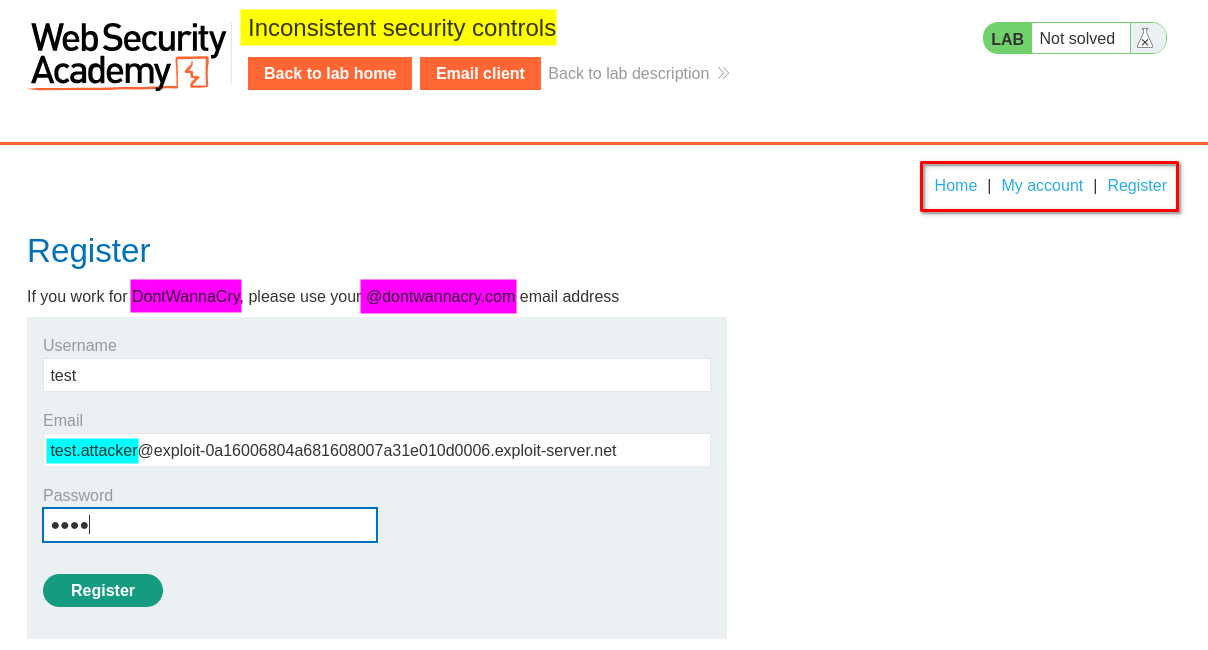 Web Security
Academy
Inconsistent security controls
Back to lab home
Email client
Back to lab description
LAB
Not solved
Home | My account | Register
Register
If you work for DontWannaCry, please use your @dontwannacry.com email address
Username
test
Email
test.attacker@exploit-0a16006804a681608007a31e010d0006.exploit-server.net
Password
●●●●
Register